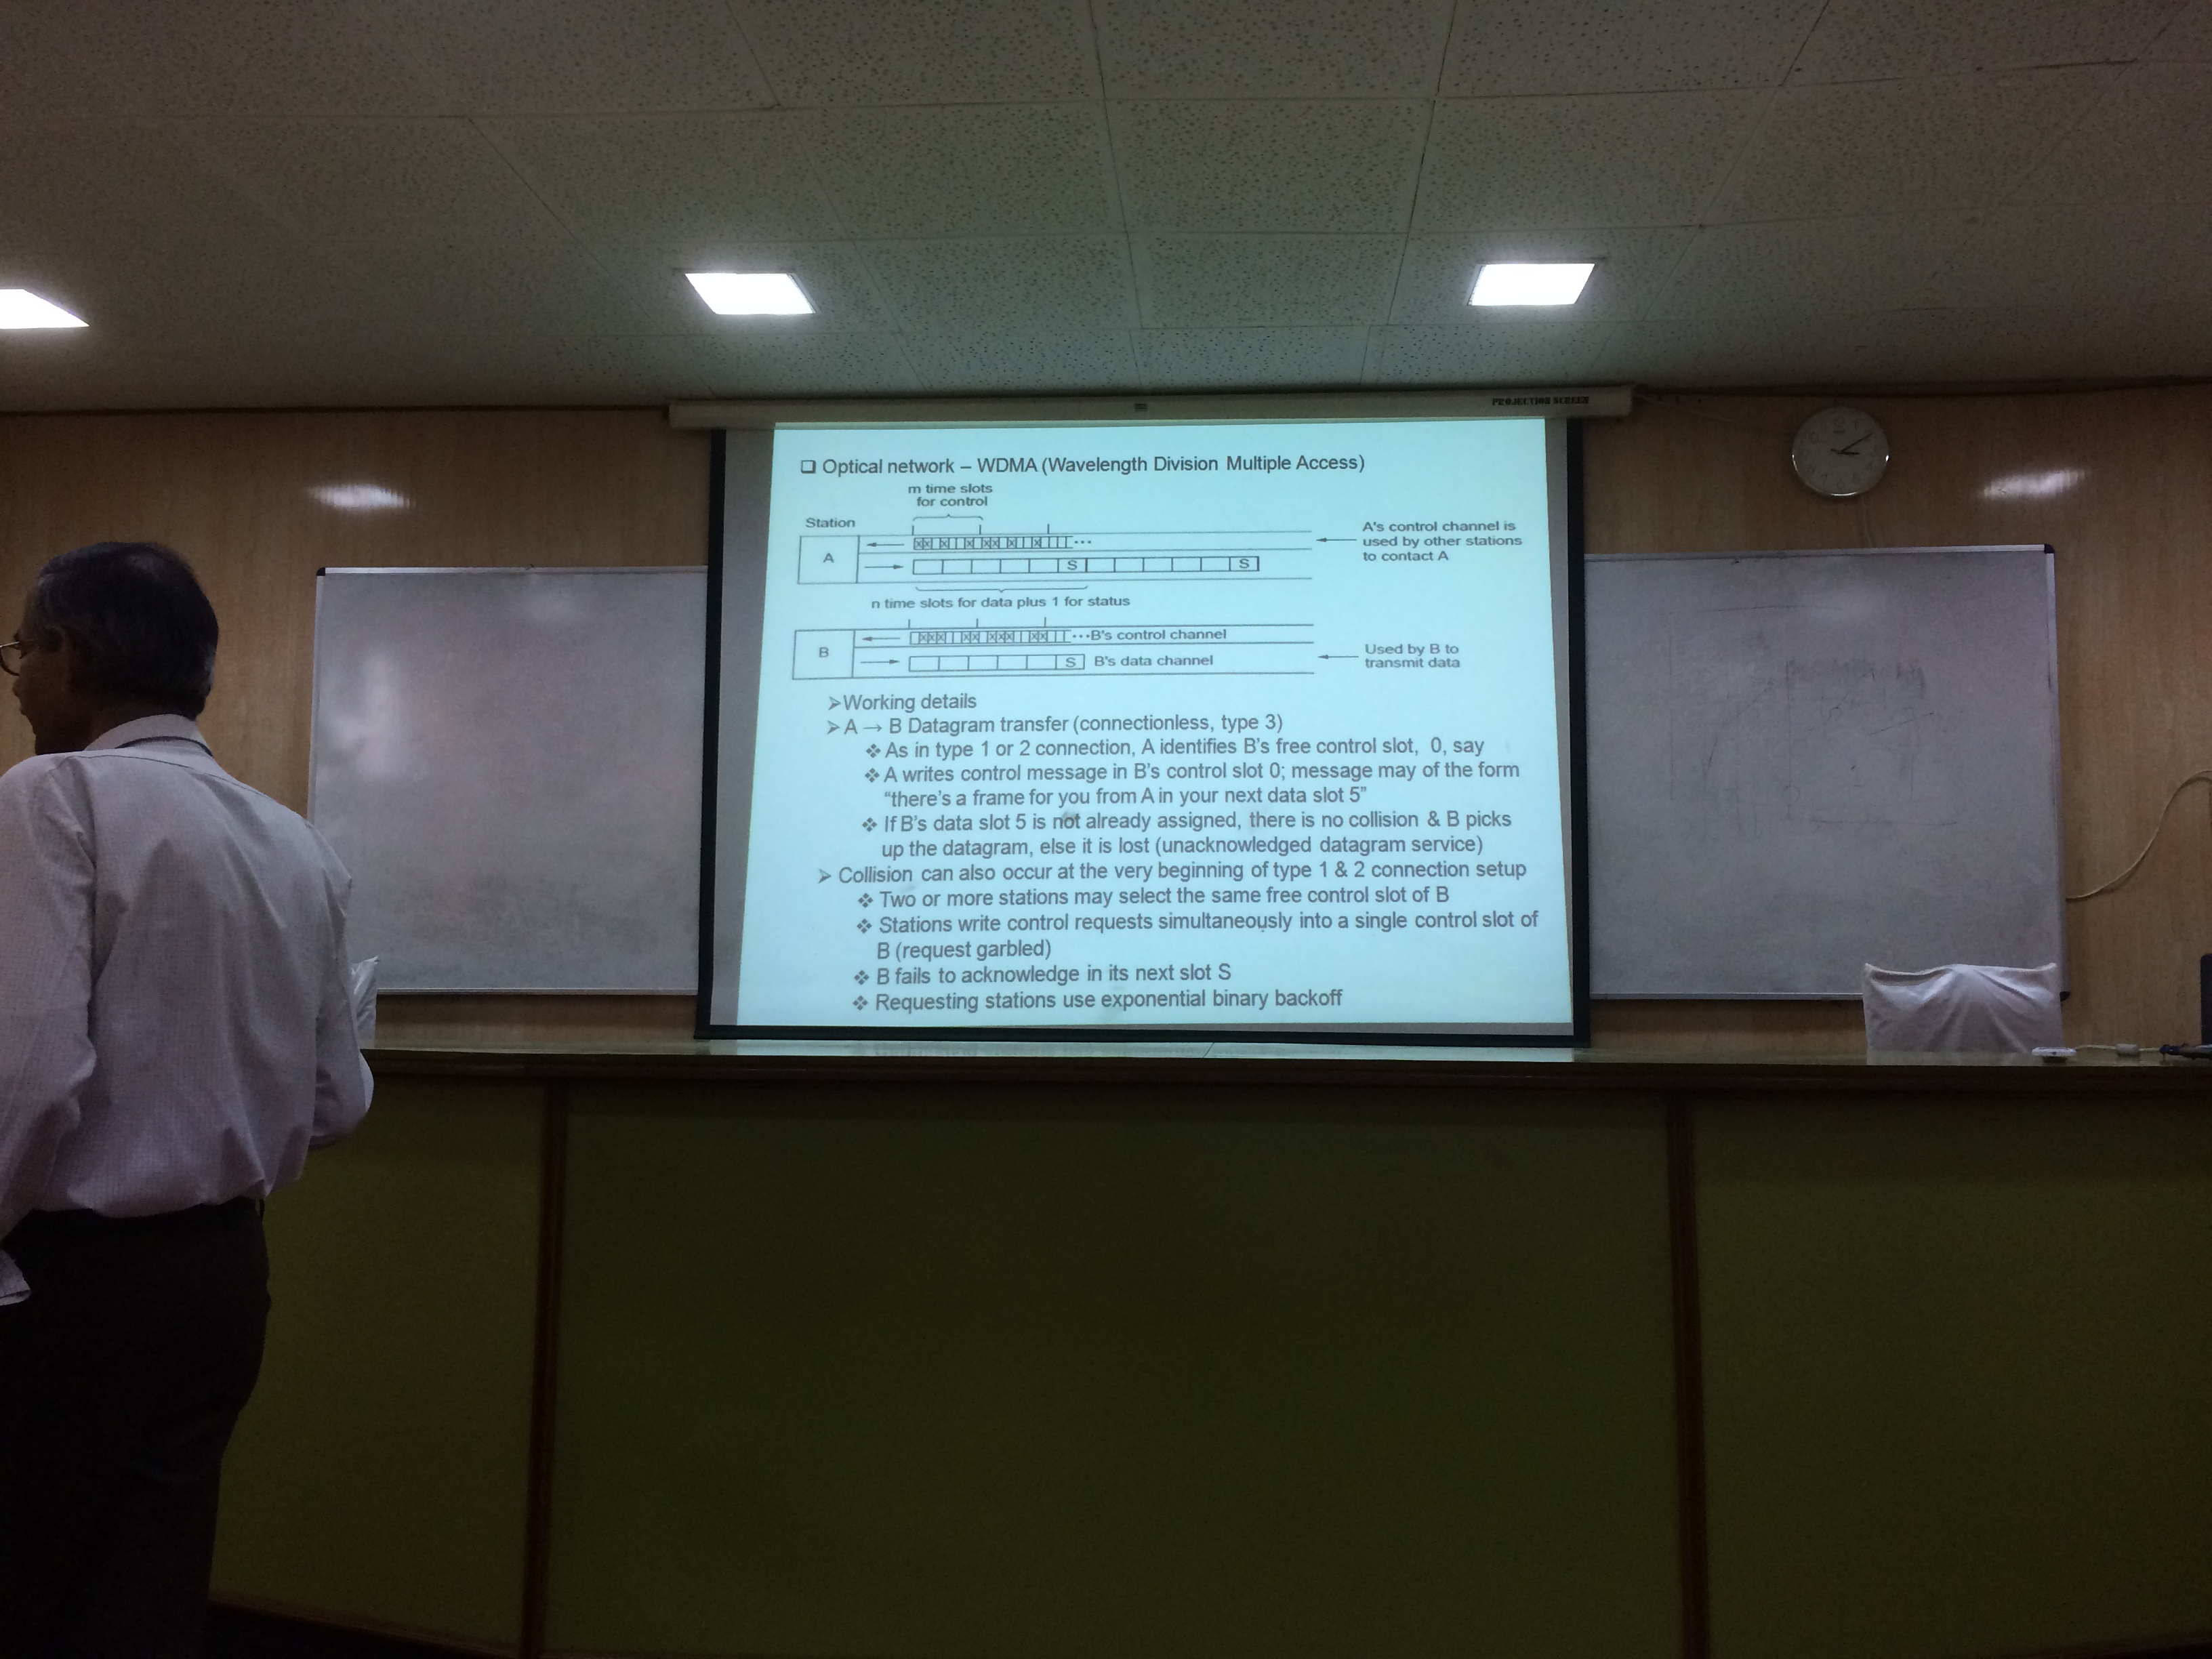 PROJECTION SCREEN
❑ Optical network – WDMA (Wavelength Division Multiple Access)
m time slots
for control
Station
A
S
S
A's control channel is
used by other stations
to contact A
n time slots for data plus 1 for status
B
···B's control channel
S
B's data channel
Used by B to
transmit data
➢Working details
➢A → B Datagram transfer (connectionless, type 3)
❖As in type 1 or 2 connection, A identifies B's free control slot, 0, say
❖A writes control message in B's control slot 0; message may of the form
"there's a frame for you from A in your next data slot 5"
❖If B's data slot 5 is not already assigned, there is no collision & B picks
up the datagram, else it is lost (unacknowledged datagram service)
➢ Collision can also occur at the very beginning of type 1 & 2 connection setup
❖ Two or more stations may select the same free control slot of B
❖ Stations write control requests simultaneously into a single control slot of
B (request garbled)
❖ B fails to acknowledge in its next slot S
❖ Requesting stations use exponential binary backoff